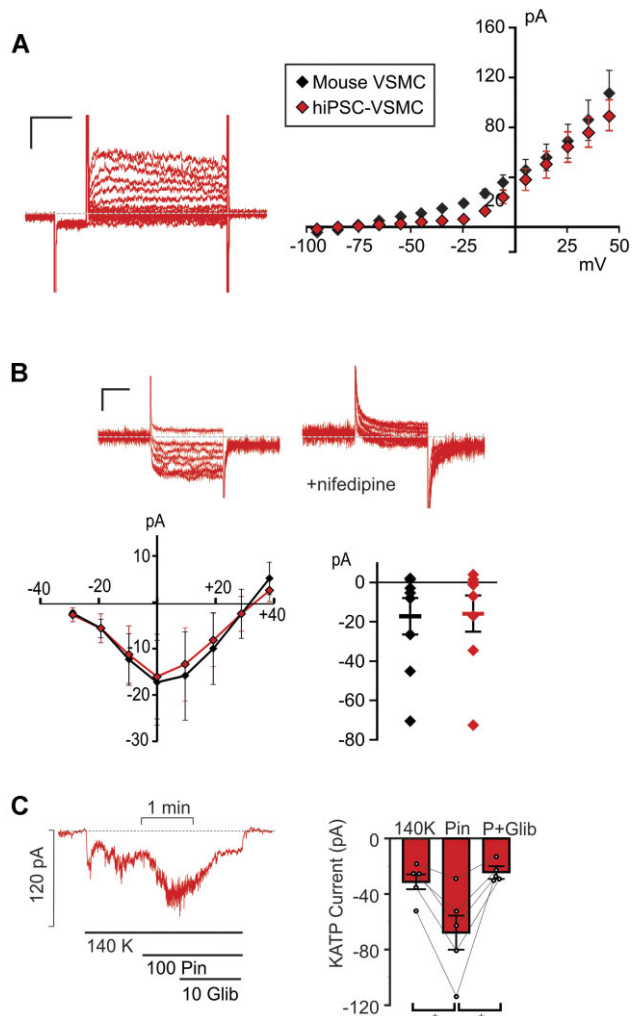 A
Mouse VSMC
hiPSC-VSMC
pA
160
120
80
20
-100 -75 -50 -25 25 50
mV
B
+nifedipine
pA
10
-40 -20 +20 +40
-10
-20
-30
pA
0
-20
-40
-60
-80
C
1 min
120 pA
140 K
100 Pin
10 Glib
KATP Current (pA)
140K Pin P+Glib
0
-40
-80
-120
* *